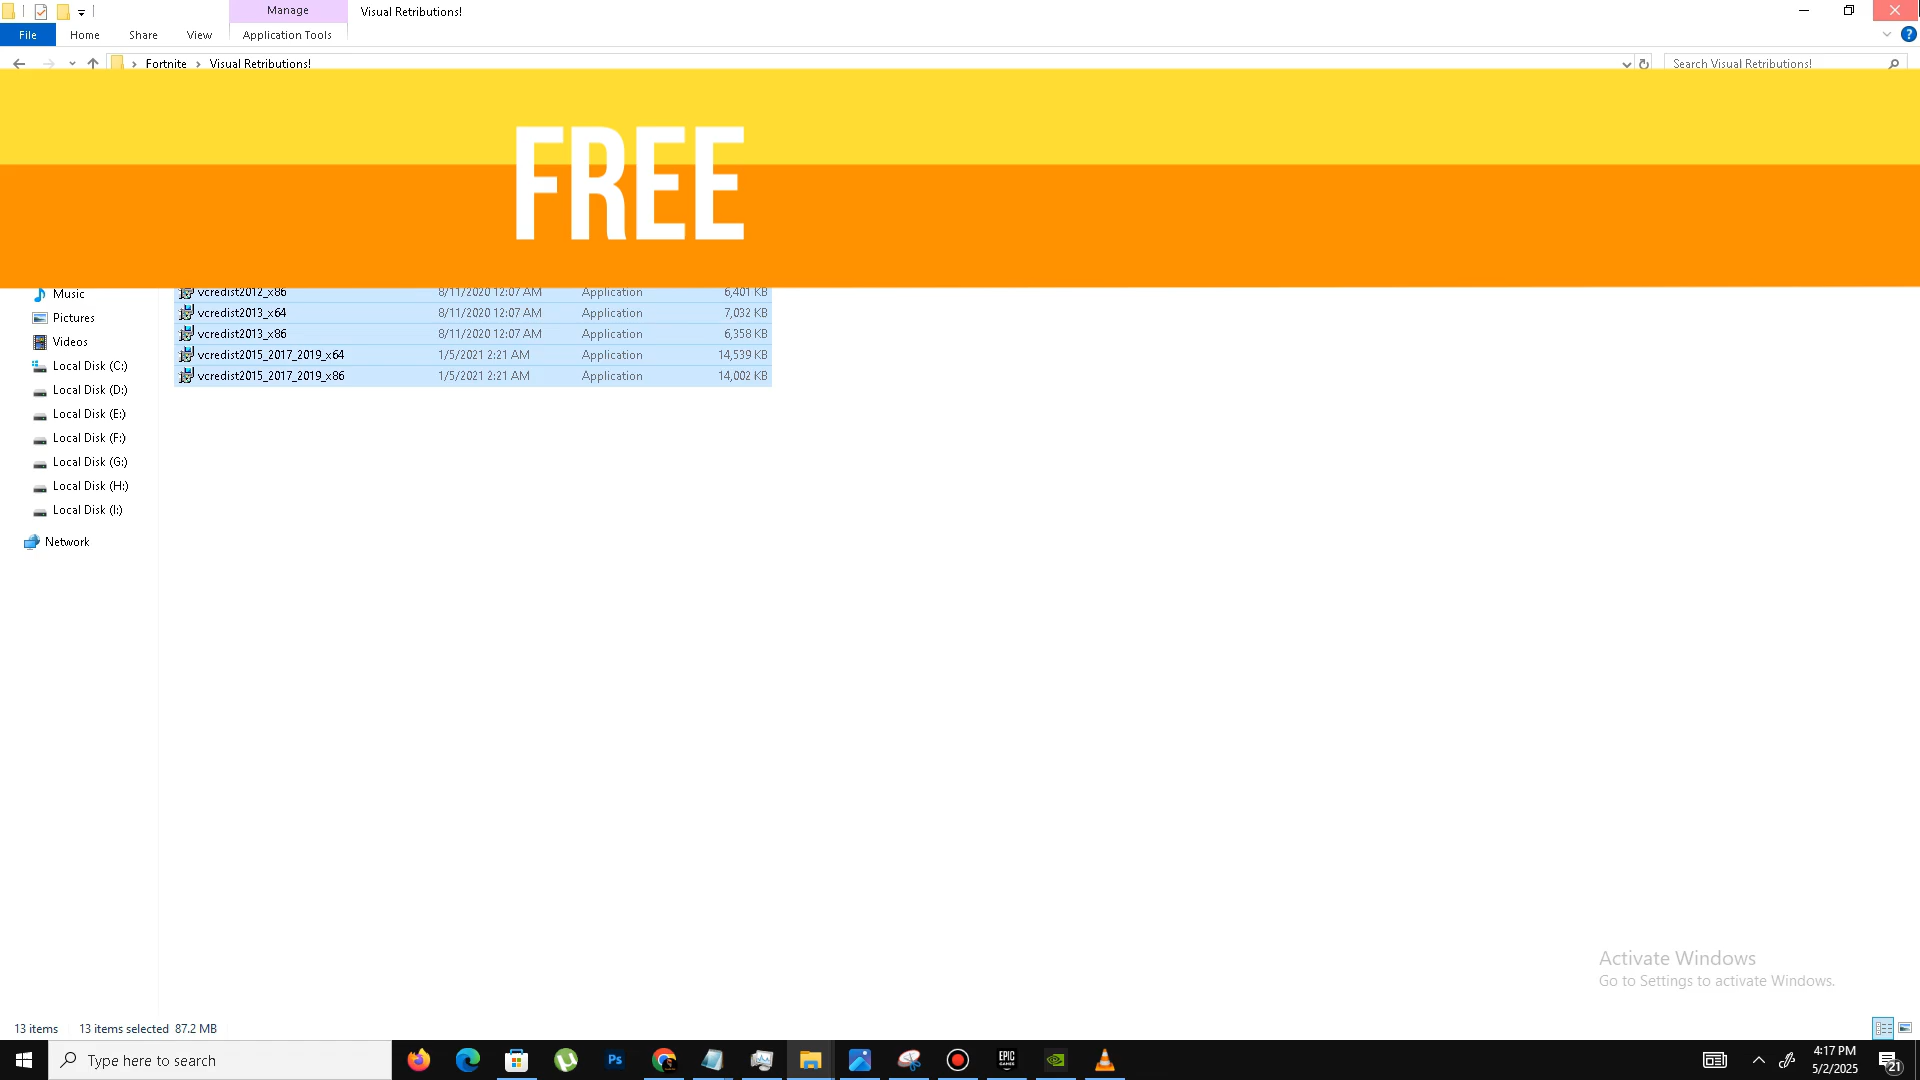 Manage
Visual Retributions!
File
Home
Share
View
Application Tools
?
Fortnite
Visual Retributions!
Search Visual Retributions!
FREE
vcredist2012_x86 8/11/2020 12:07 AM Application 6,401 KB
Music
vcredist2013_x64 8/11/2020 12:07 AM Application 7,032 KB
Pictures
vcredist2013_x86 8/11/2020 12:07 AM Application 6,358 KB
Videos
vcredist2015_2017_2019_x64 1/5/2021 2:21 AM Application 14,539 KB
Local Disk (C:)
vcredist2015_2017_2019_x86 1/5/2021 2:21 AM Application 14,002 KB
Local Disk (D:)
Local Disk (E:)
Local Disk (F:)
Local Disk (G:)
Local Disk (H:)
Local Disk (I:)
Network
Activate Windows
Go to Settings to activate Windows.
13 items
13 items selected 87.2 MB
Type here to search
Ps
EPIC
GAMES
4:17 PM
5/2/2025
21